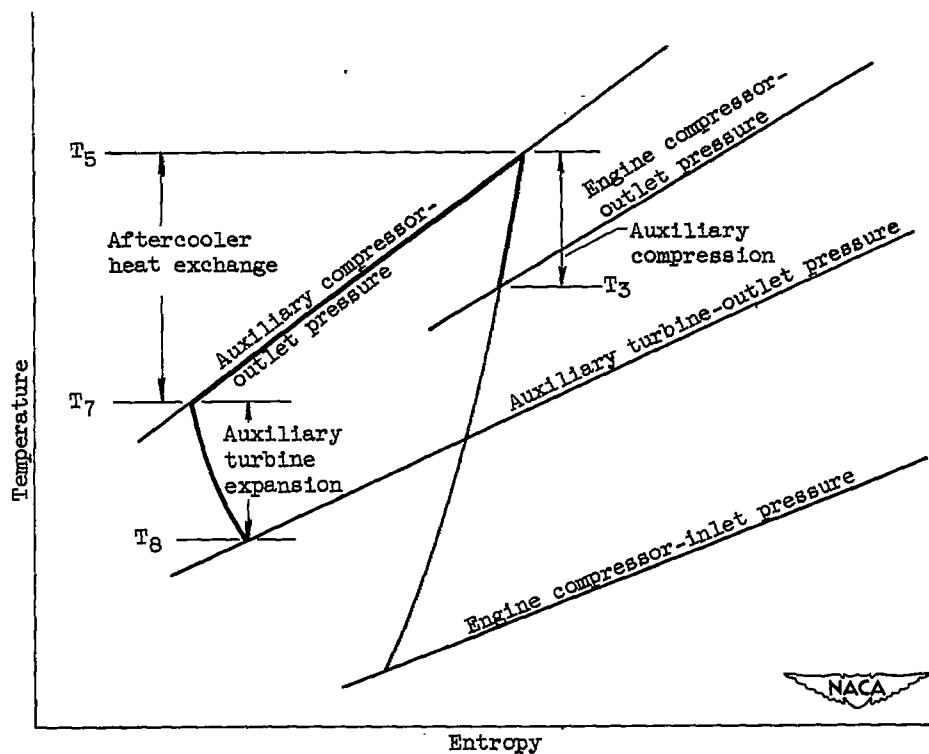 T5
Aftercooler
heat exchange
Auxiliary compressor-
outlet pressure
Engine compressor-
outlet pressure
Auxiliary
compression
T3
Auxiliary turbine-outlet pressure
T7
Auxiliary
turbine
expansion
T8
Engine compressor-inlet pressure
Temperature
NACA
Entropy